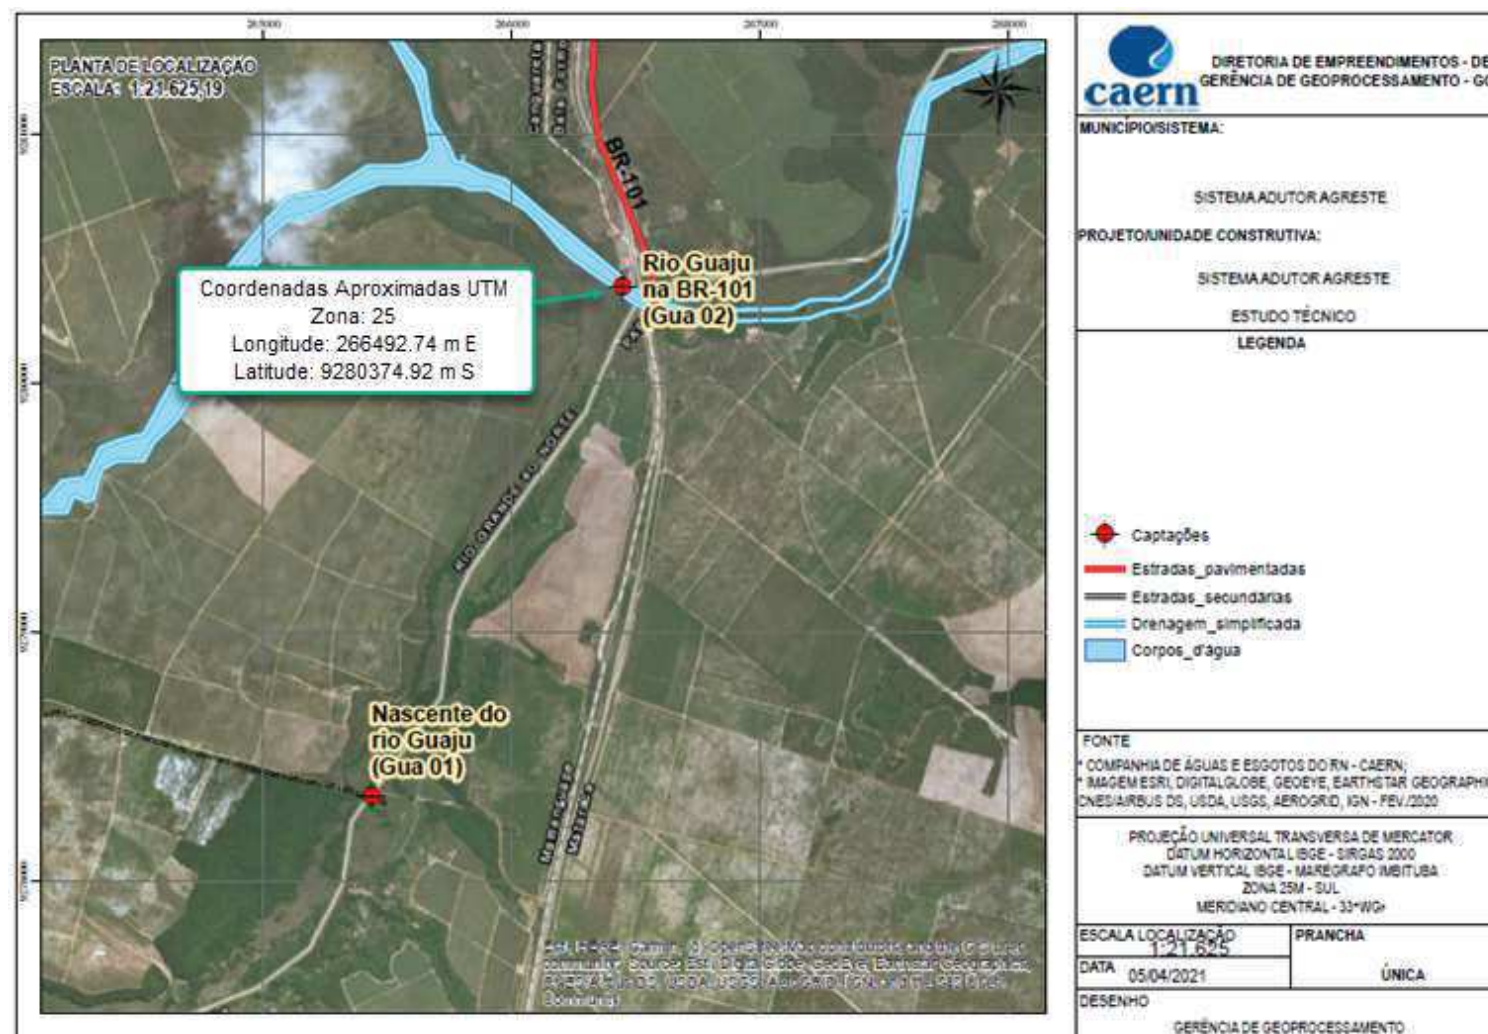 265000
266000
267000
268000
PLANTA DE LOCALIZAÇÃO
ESCALA: 1:21.625,19
BR-101
Rio Guaju
na BR-101
(Gua 02)
Coordenadas Aproximadas UTM
Zona: 25
Longitude: 266492.74 m E
Latitude: 9280374.92 m S
RIO GRANDE DO NORTE
Nascente do
rio Guaju
(Gua 01)
Mamanguape
Mataraca
caern
DIRETORIA DE EMPREENDIMENTOS - DE
GERÊNCIA DE GEOPROCESSAMENTO - GG
MUNICÍPIO/SISTEMA:
SISTEMA ADUTOR AGRESTE
PROJETO/UNIDADE CONSTRUTIVA:
SISTEMA ADUTOR AGRESTE
ESTUDO TÉCNICO
LEGENDA
Captações
Estradas_pavimentadas
Estradas_secundárias
Drenagem_simplificada
Corpos_d'água
FONTE
* COMPANHIA DE ÁGUAS E ESGOTOS DO RN - CAERN;
* IMAGEM ESRI, DIGITALGLOBE, GEOEYE, EARTHSTAR GEOGRAPHI
CNES/AIRBUS DS, USDA, USGS, AEROGRID, IGN - FEV./2020
PROJEÇÃO UNIVERSAL TRANSVERSA DE MERCATOR
DATUM HORIZONTAL IBGE - SIRGAS 2000
DATUM VERTICAL IBGE - MARÉGRAFO IMBITUBA
ZONA 25M - SUL
MERIDIANO CENTRAL - 33°WGr
ESCALA LOCALIZAÇÃO
1:21.625
PRANCHA
DATA 05/04/2021
ÚNICA
DESENHO
GERÊNCIA DE GEOPROCESSAMENTO